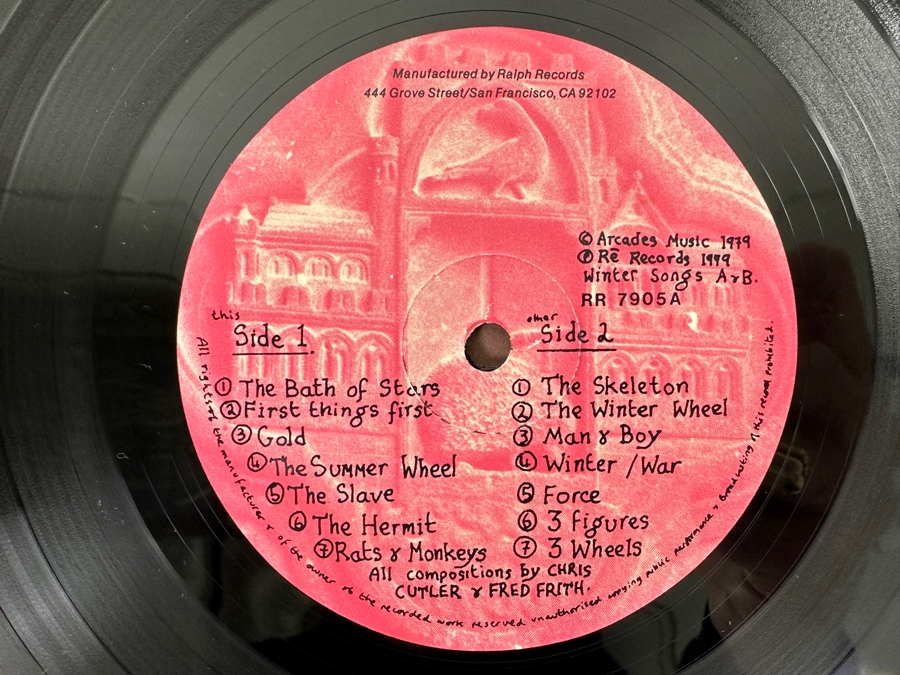 Manufactured by Ralph Records
444 Grove Street/San Francisco, CA 92102
© Arcades Music 1979
℗ Rē Records 1979
Winter Songs A&B.
RR 7905A
this
Side 1.
① The Bath of Stars
② First things first
③ Gold
④ The Summer Wheel
⑤ The Slave
⑥ The Hermit
⑦ Rats & Monkeys
other
Side 2
① The Skeleton
② The Winter Wheel
③ Man & Boy
④ Winter/War
⑤ Force
⑥ 3 figures
⑦ 3 Wheels
All compositions by CHRIS
CUTLER & FRED FRITH.
All rights of the manufacturer & of the owner of the recorded work reserved unauthorised copying public performance & broadcasting of this record prohibited.